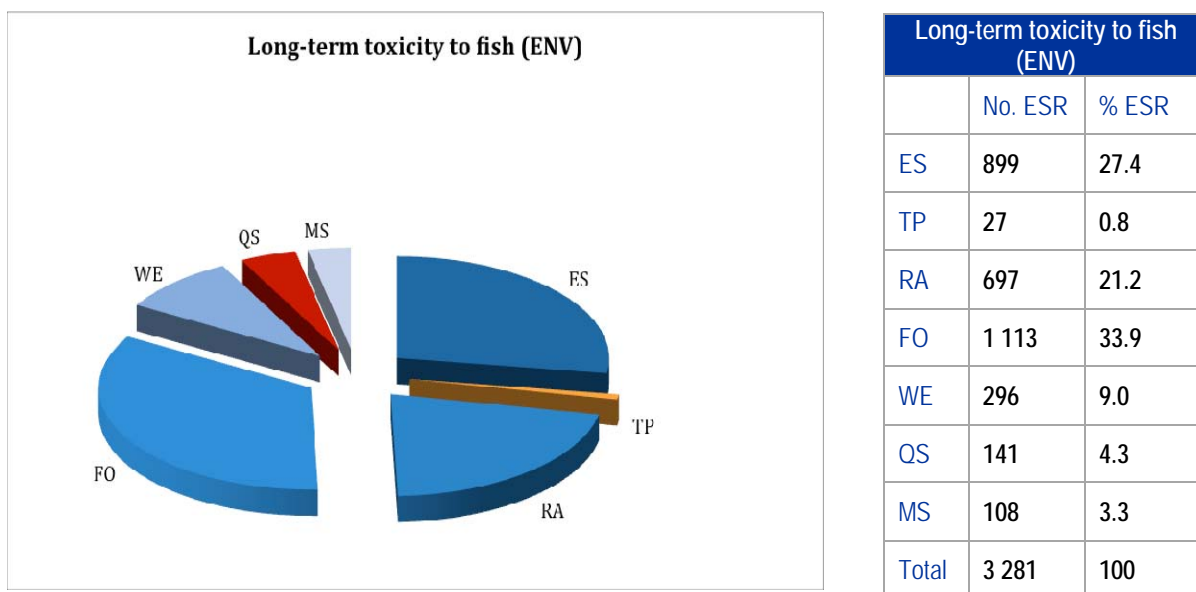 Long-term toxicity to fish (ENV)
MS
QS
WE
ES
TP
FO
RA
Long-term toxicity to fish
(ENV)
No. ESR % ESR
ES 899 27.4
TP 27 0.8
RA 697 21.2
FO 1 113 33.9
WE 296 9.0
QS 141 4.3
MS 108 3.3
Total 3 281 100